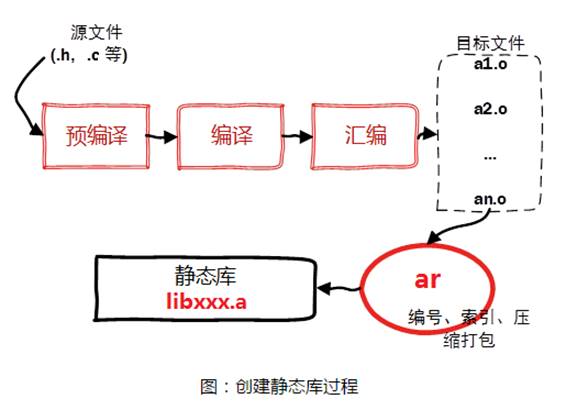 源文件
(.h, .c 等)
目标文件
a1.o
a2.o
...
an.o
预编译
编译
汇编
ar
编号、索引、压
缩打包
静态库
libxxx.a
图：创建静态库过程